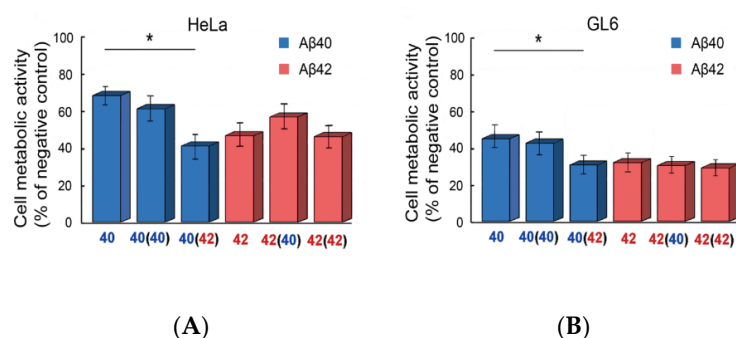 HeLa
Cell metabolic activity
(% of negative control)
100
80
60
40
20
0
*
Aβ40
Aβ42
40 40(40) 40(42) 42 42(40) 42(42)
(A)
GL6
Cell metabolic activity
(% of negative control)
100
80
60
40
20
0
*
Aβ40
Aβ42
40 40(40) 40(42) 42 42(40) 42(42)
(B)